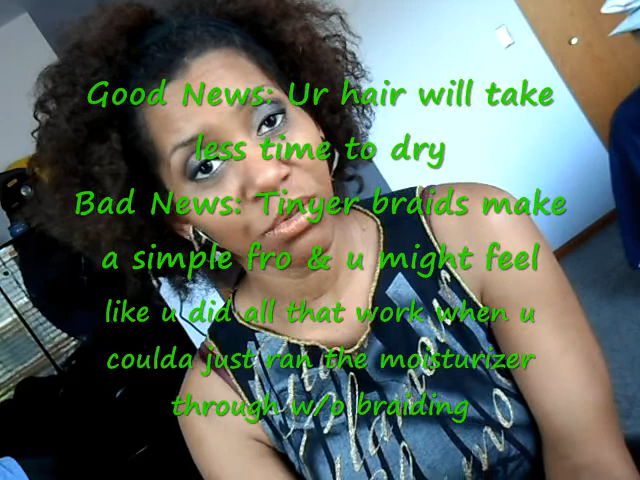 Good News: Ur hair will take
less time to dry
Bad News: Tinyer braids make
a simple fro & u might feel
like u did all that work when u
coulda just ran the moisturizer
through w/o braiding